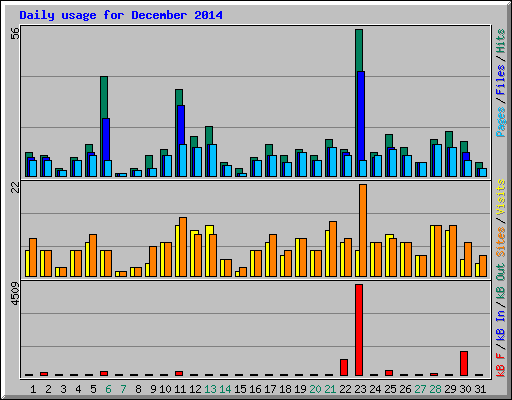 Daily usage for December 2014
56
Pages / Files / Hits
22
Sites / Visits
4509
kB F / kB In / kB Out
1 2 3 4 5 6 7 8 9 10 11 12 13 14 15 16 17 18 19 20 21 22 23 24 25 26 27 28 29 30 31